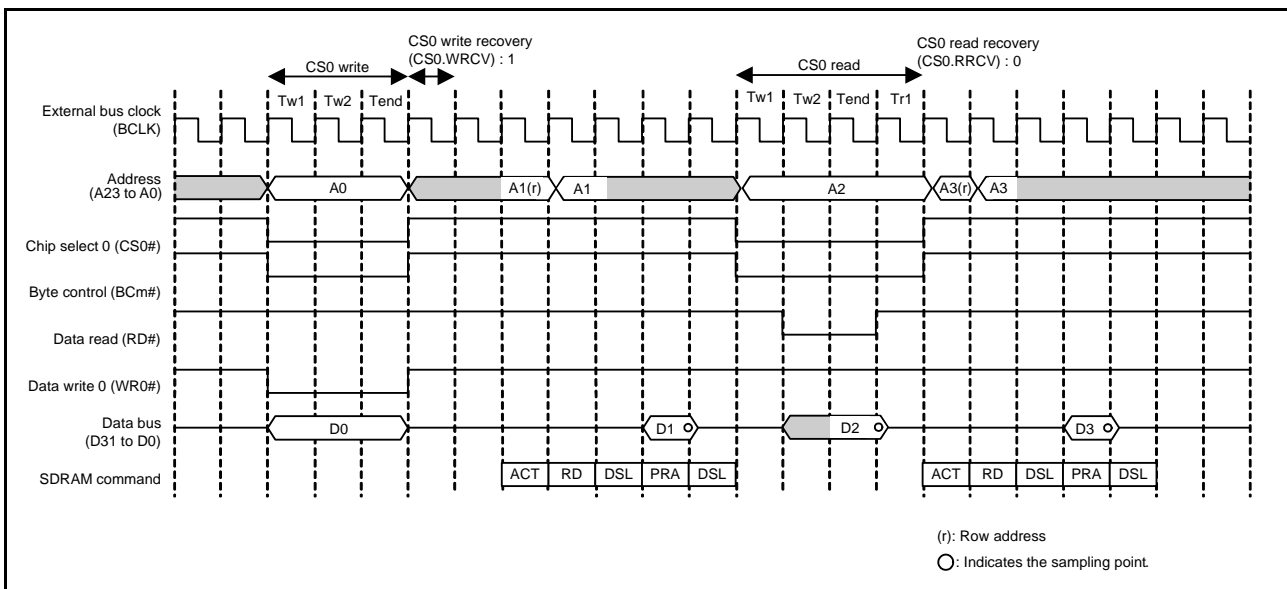 CS0 write recovery
(CS0.WRCV) : 1
CS0 read recovery
(CS0.RRCV) : 0
CS0 write
CS0 read
Tw1 Tw2 Tend
Tw1 Tw2 Tend Tr1
External bus clock
(BCLK)
Address
(A23 to A0)
A0 A1(r) A1 A2 A3(r) A3
Chip select 0 (CS0#)
Byte control (BCm#)
Data read (RD#)
Data write 0 (WR0#)
Data bus
(D31 to D0)
D0 D1 D2 D3
SDRAM command
ACT RD DSL PRA DSL ACT RD DSL PRA DSL
(r): Row address
: Indicates the sampling point.